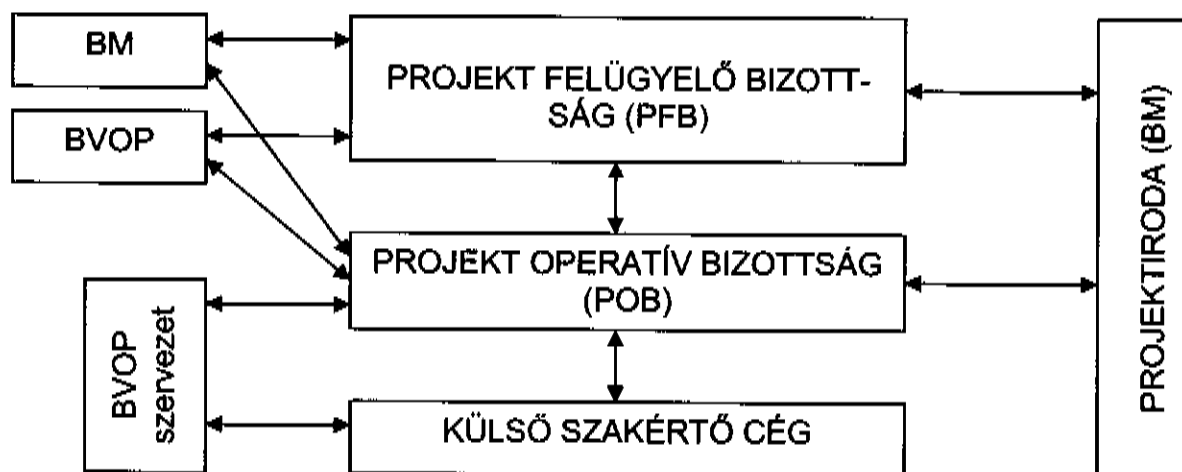 BM
PROJEKT FELÜGYELŐ BIZOTT-
SÁG (PFB)
BVOP
PROJEKT OPERATÍV BIZOTTSÁG
(POB)
BVOP
szervezet
KÜLSŐ SZAKÉRTŐ CÉG
PROJEKTIRODA (BM)